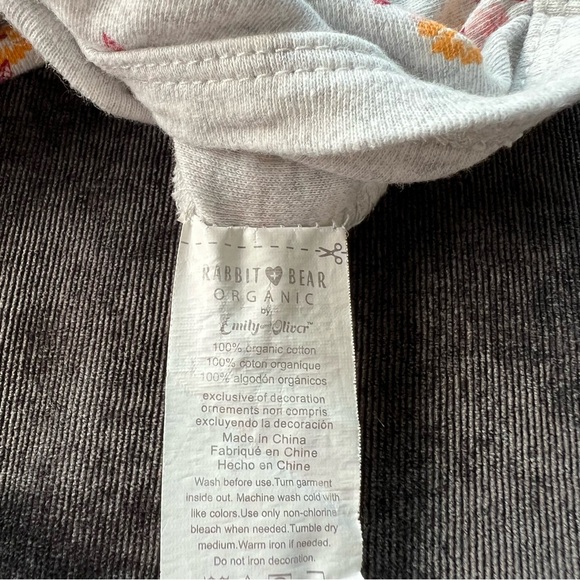 RABBIT BEAR
ORGANIC
by
Emily and Oliver™
100% organic cotton
100% coton organique
100% algodón orgánicos
exclusive of decoration
ornements non compris
excluyendo la decoración
Made in China
Fabriqué en Chine
Hecho en Chine
Wash before use.Turn garment
inside out. Machine wash cold with
like colors.Use only non-chlorine
bleach when needed.Tumble dry
medium.Warm iron if needed.
Do not iron decoration.